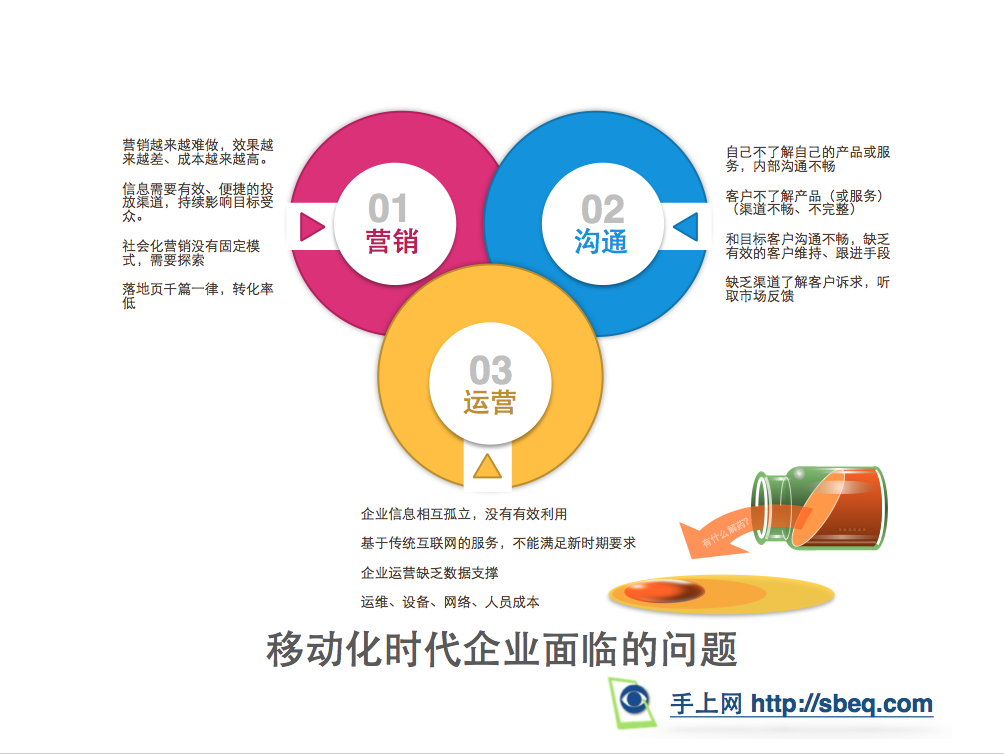 营销越来越难做，效果越
来越差、成本越来越高。
信息需要有效、便捷的投
放渠道，持续影响目标受
众。
社会化营销没有固定模
式，需要探索
落地页千篇一律，转化率
低
01
营销
02
沟通
自己不了解自己的产品或服
务，内部沟通不畅
客户不了解产品（或服务）
（渠道不畅、不完整）
和目标客户沟通不畅，缺乏
有效的客户维持、跟进手段
缺乏渠道了解客户诉求，听
取市场反馈
03
运营
企业信息相互孤立，没有有效利用
基于传统互联网的服务，不能满足新时期要求
企业运营缺乏数据支撑
运维、设备、网络、人员成本
有什么解药?
移动化时代企业面临的问题
手上网 http://sbeq.com